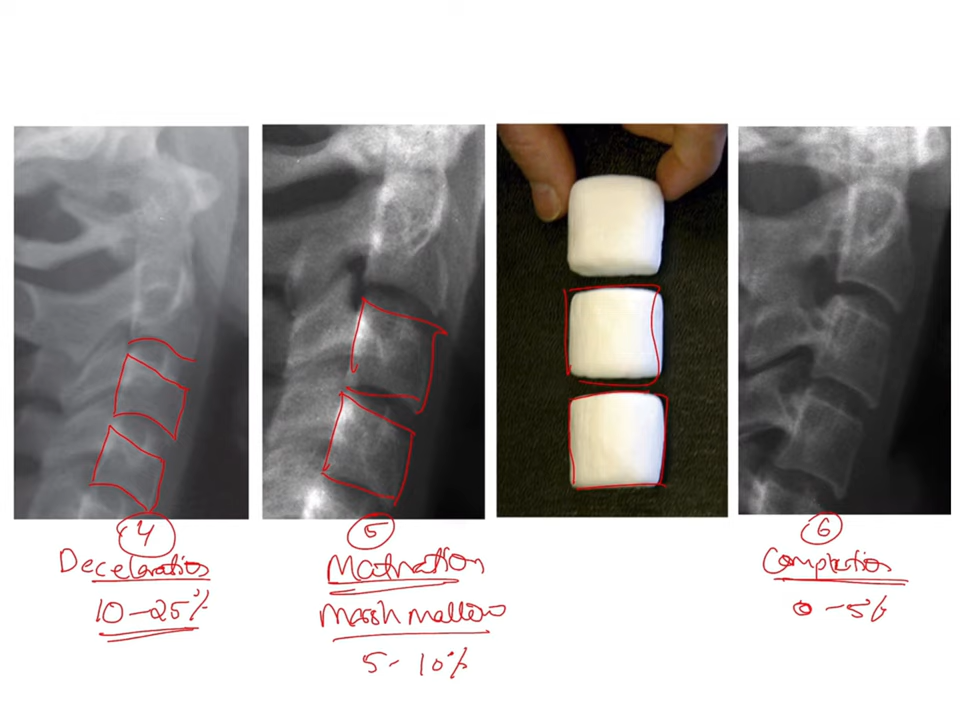 4
Deceleration
10-25%
5
Maturation
Marshmallow
5-10%
6
Completion
0-5%